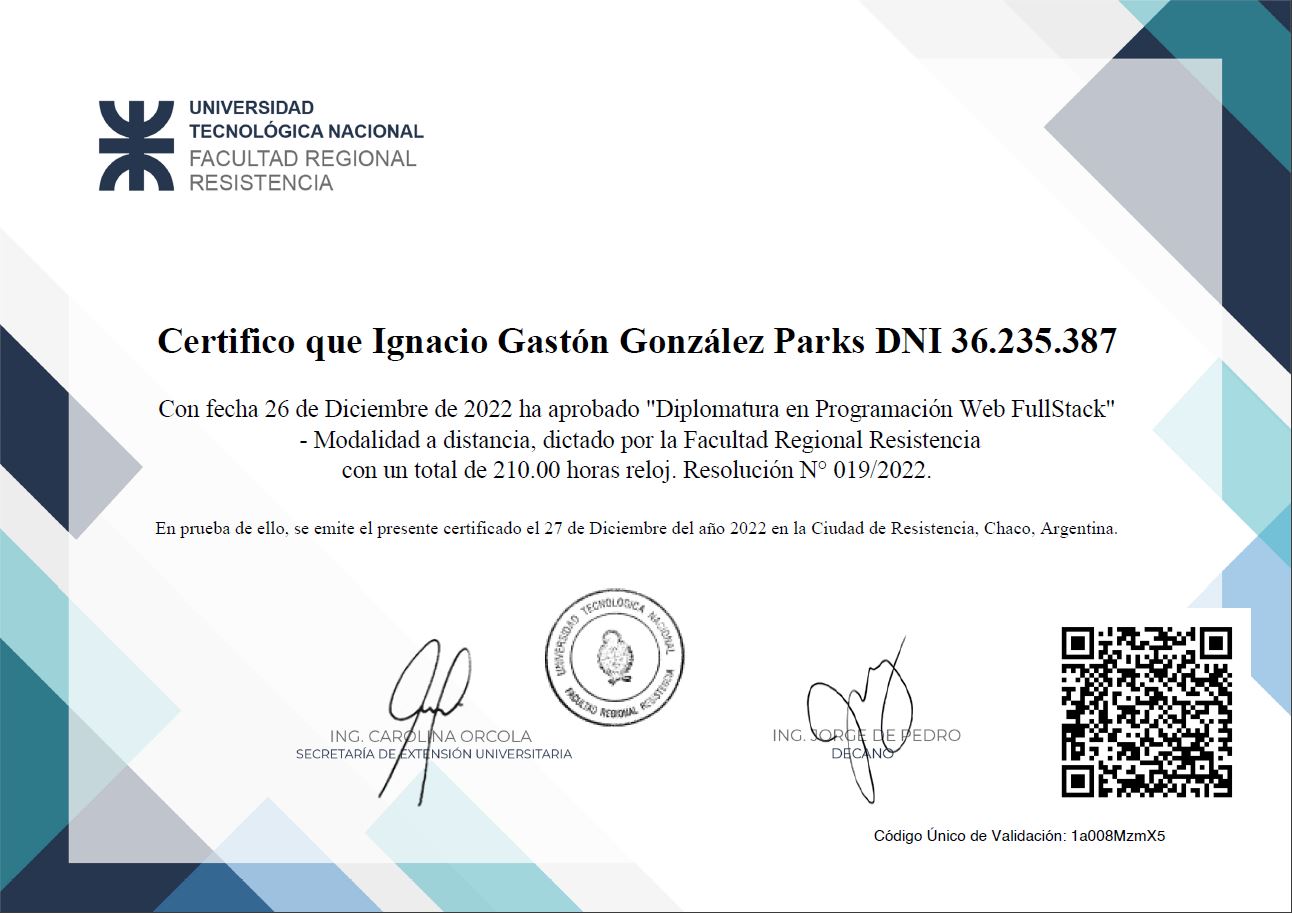 UNIVERSIDAD
TECNOLÓGICA NACIONAL
FACULTAD REGIONAL
RESISTENCIA
Certifico que Ignacio Gastón González Parks DNI 36.235.387
Con fecha 26 de Diciembre de 2022 ha aprobado "Diplomatura en Programación Web FullStack"
- Modalidad a distancia, dictado por la Facultad Regional Resistencia
con un total de 210.00 horas reloj. Resolución N° 019/2022.
En prueba de ello, se emite el presente certificado el 27 de Diciembre del año 2022 en la Ciudad de Resistencia, Chaco, Argentina.
UNIVERSIDAD TECNOLOGICA NACIONAL
FACULTAD REGIONAL RESISTENCIA
ING. CAROLINA ORCOLA
SECRETARÍA DE EXTENSIÓN UNIVERSITARIA
ING. JORGE DE PEDRO
DECANO
Código Único de Validación: 1a008MzmX5